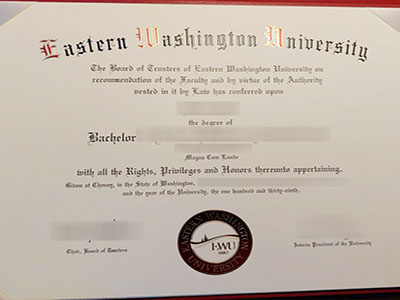 Eastern Washington University
The Board of Trustees of Eastern Washington University on
recommendation of the Faculty and by virtue of the Authority
vested in it by Law has conferred upon
the degree of
Bachelor
Magna Cum Laude
with all the Rights, Privileges and Honors thereunto appertaining.
Given at Cheney, in the State of Washington,
and the year of the University, the one hundred and thirty-ninth.
EASTERN WASHINGTON
EWU
1882
UNIVERSITY
Chair, Board of Trustees
Interim President of the University